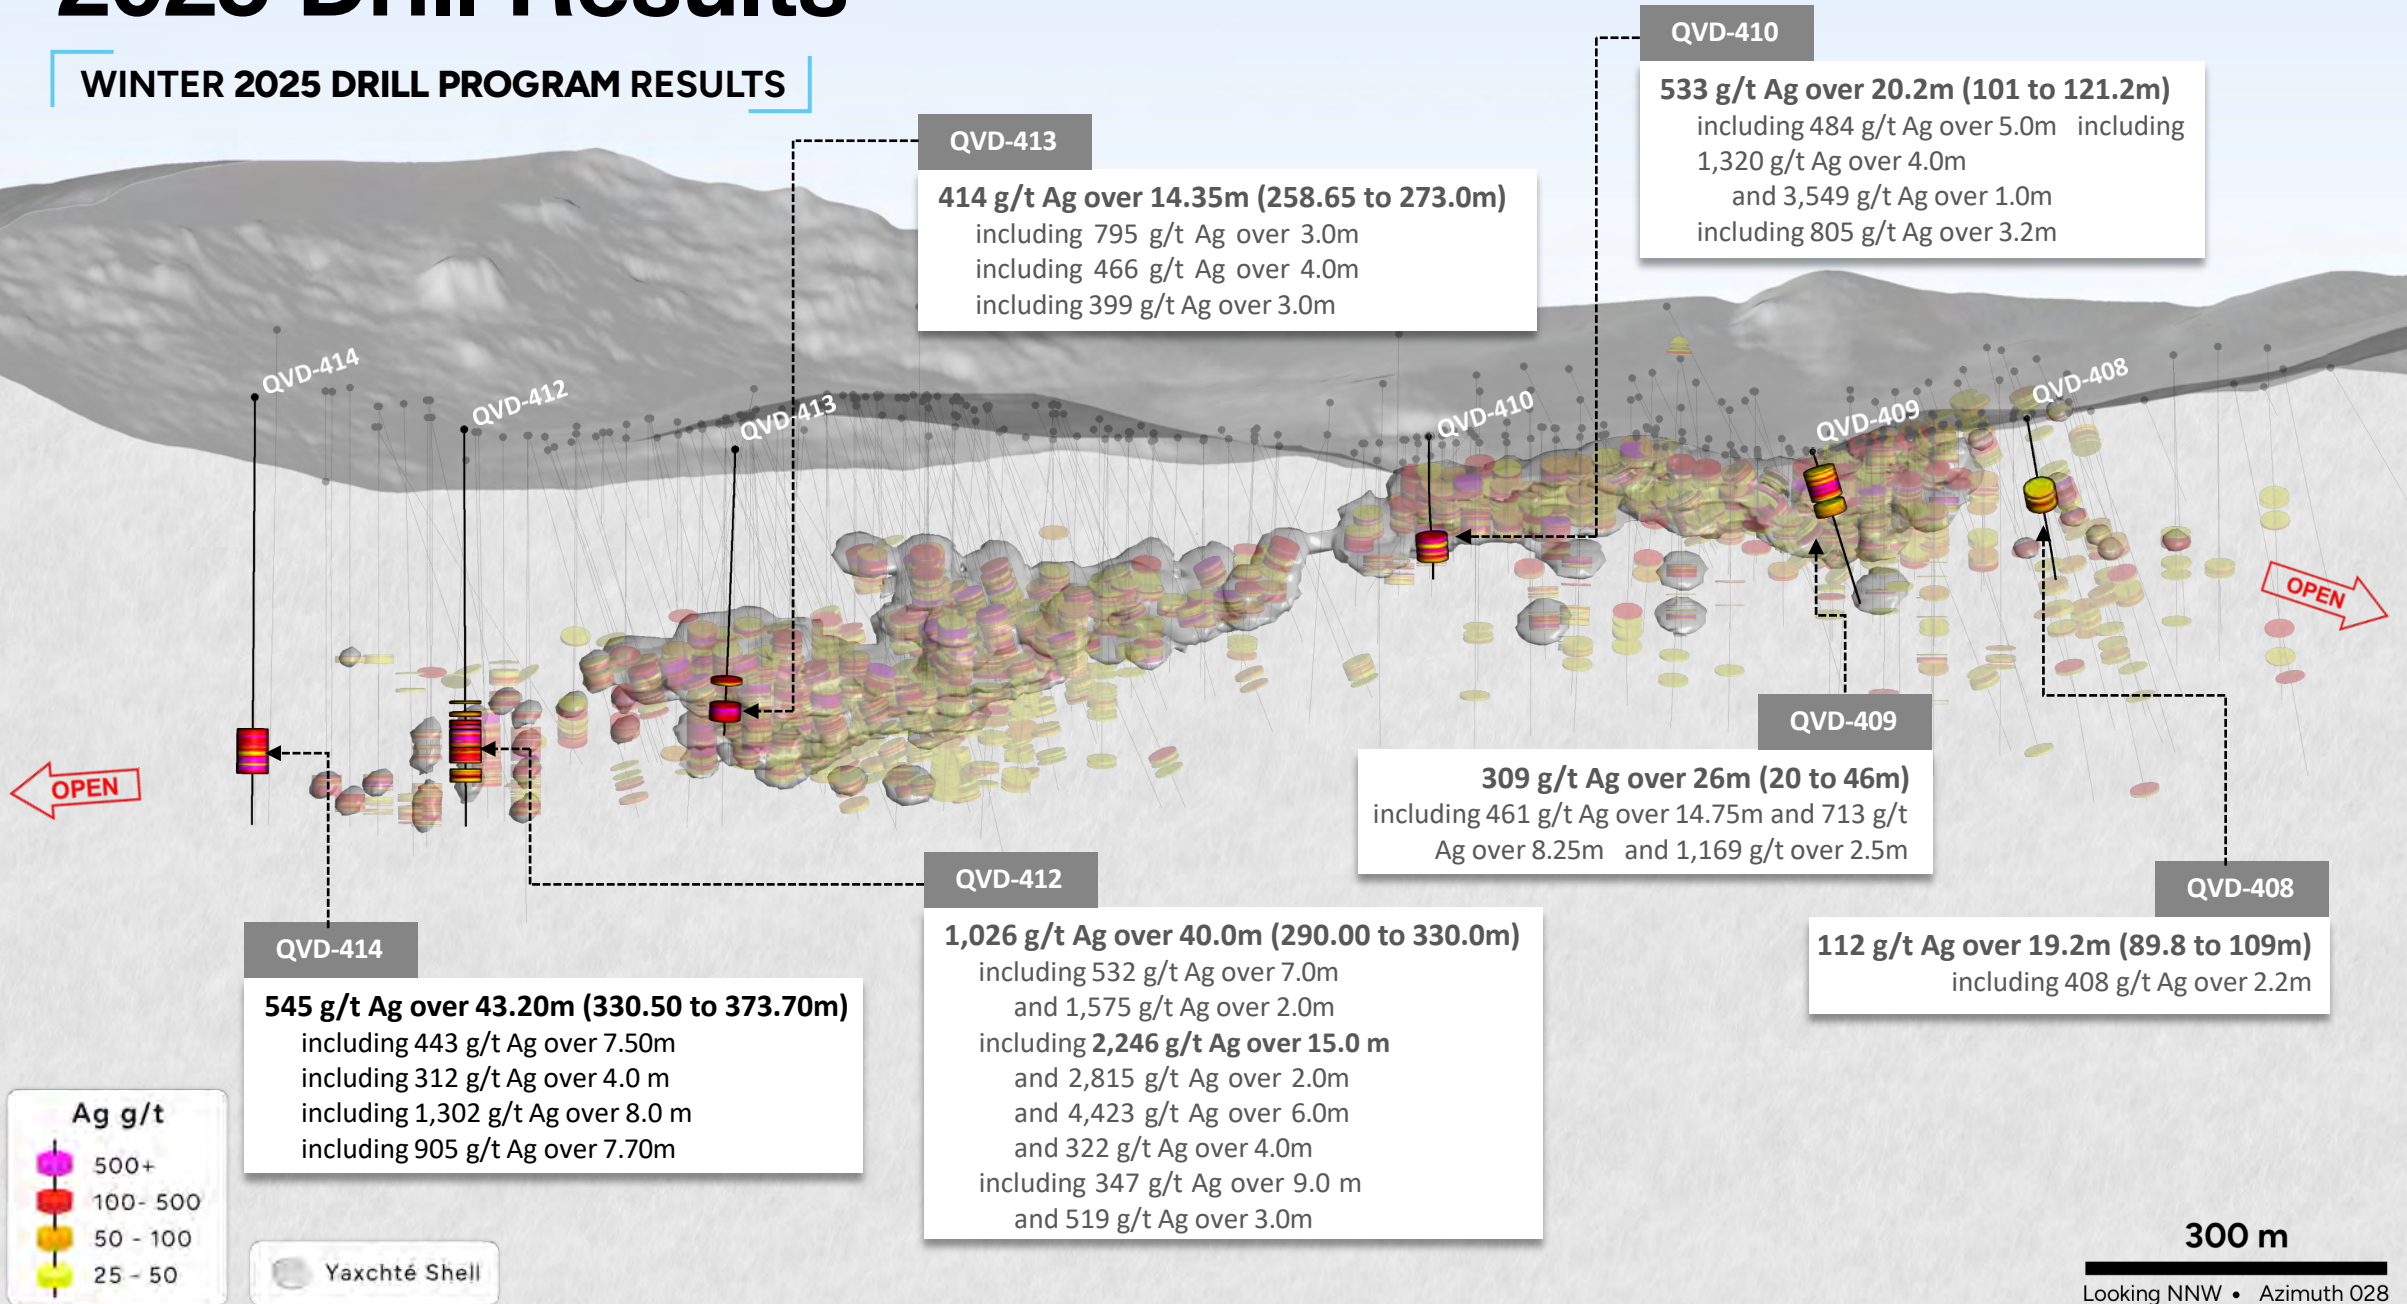 2025 Drill Results
WINTER 2025 DRILL PROGRAM RESULTS
QVD-410
533 g/t Ag over 20.2m (101 to 121.2m)
including 484 g/t Ag over 5.0m including
1,320 g/t Ag over 4.0m
and 3,549 g/t Ag over 1.0m
including 805 g/t Ag over 3.2m
QVD-413
414 g/t Ag over 14.35m (258.65 to 273.0m)
including 795 g/t Ag over 3.0m
including 466 g/t Ag over 4.0m
including 399 g/t Ag over 3.0m
QVD-414
QVD-412
QVD-413
QVD-410
QVD-409
QVD-408
OPEN
OPEN
QVD-409
309 g/t Ag over 26m (20 to 46m)
including 461 g/t Ag over 14.75m and 713 g/t
Ag over 8.25m and 1,169 g/t over 2.5m
QVD-408
112 g/t Ag over 19.2m (89.8 to 109m)
including 408 g/t Ag over 2.2m
QVD-412
1,026 g/t Ag over 40.0m (290.00 to 330.0m)
including 532 g/t Ag over 7.0m
and 1,575 g/t Ag over 2.0m
including 2,246 g/t Ag over 15.0 m
and 2,815 g/t Ag over 2.0m
and 4,423 g/t Ag over 6.0m
and 322 g/t Ag over 4.0m
including 347 g/t Ag over 9.0 m
and 519 g/t Ag over 3.0m
QVD-414
545 g/t Ag over 43.20m (330.50 to 373.70m)
including 443 g/t Ag over 7.50m
including 312 g/t Ag over 4.0 m
including 1,302 g/t Ag over 8.0 m
including 905 g/t Ag over 7.70m
Ag g/t
500+
100- 500
50 - 100
25 - 50
Yaxchté Shell
300 m
Looking NNW • Azimuth 028